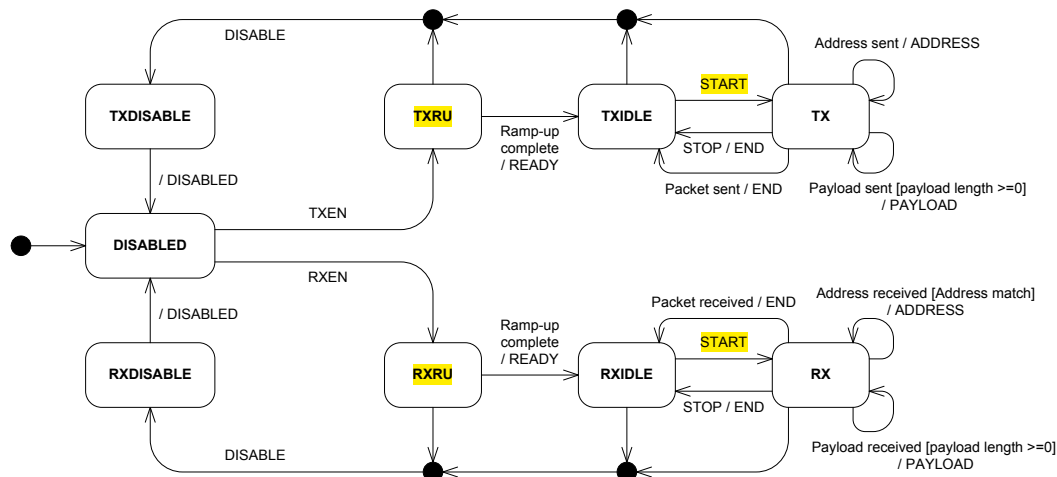 DISABLE
Address sent / ADDRESS
TXDISABLE
TXRU
TXIDLE
START
TX
Ramp-up
complete
/ READY
STOP / END
Packet sent / END
Payload sent [payload length >=0]
/ PAYLOAD
/ DISABLED
TXEN
DISABLED
RXEN
/ DISABLED
Packet received / END
Address received [Address match]
/ ADDRESS
Ramp-up
complete
/ READY
START
RXDISABLE
RXRU
RXIDLE
RX
STOP / END
DISABLE
Payload received [payload length >=0]
/ PAYLOAD